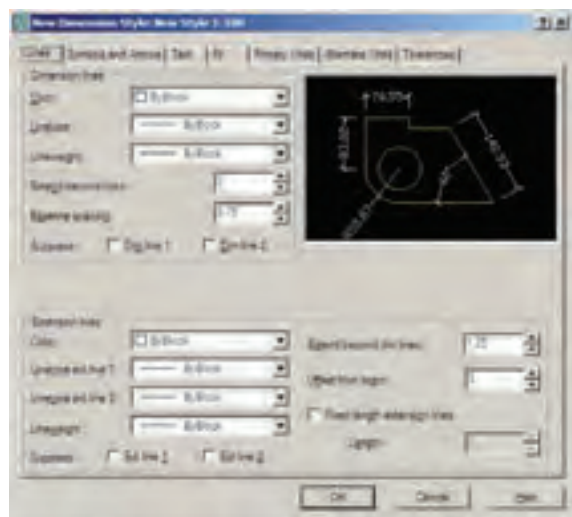 New Dimension Style: New Style 1-100
Lines Symbols and Arrows Text Fit Primary Units Alternate Units Tolerances
Dimension lines
Color: ByBlock
Linetype: ByBlock
Lineweight: ByBlock
Extend beyond ticks:
Baseline spacing: 3.75
Suppress: Dim line 1 Dim line 2
Extension lines
Color: ByBlock
Linetype ext line 1: ByBlock
Linetype ext line 2: ByBlock
Lineweight: ByBlock
Suppress: Ext line 1 Ext line 2
Extend beyond dim lines: 1.25
Offset from origin:
Fixed length extension lines
Length:
OK Cancel Help